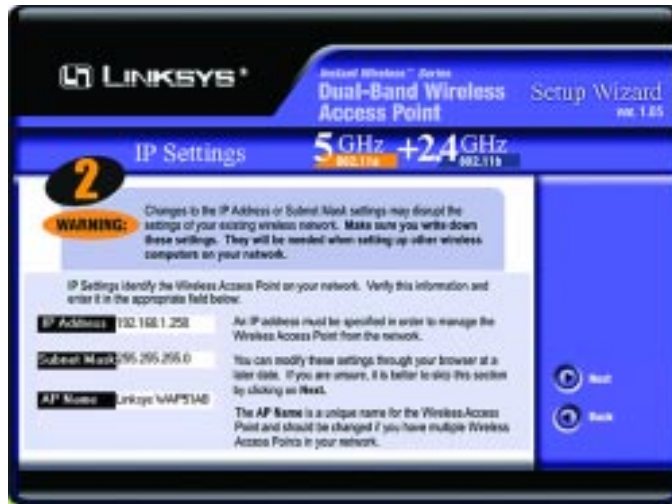 LINKSYS®
Instant Wireless™ Series
Dual-Band Wireless
Access Point
Setup Wizard
ver. 1.05
IP Settings
5 GHz +2.4 GHz
802.11a 802.11b
2
WARNING:
Changes to the IP Address or Subnet Mask settings may disrupt the
settings of your existing wireless network. Make sure you write down
these settings. They will be needed when setting up other wireless
computers on your network.
IP Settings identify the Wireless Access Point on your network. Verify this information and
enter it in the appropriate field below:
IP Address 192.168.1.250
An IP address must be specified in order to manage the
Wireless Access Point from the network.
Subnet Mask 255.255.255.0
You can modify these settings through your browser at a
later date. If you are unsure, it is better to skip this section
by clicking on Next.
AP Name Linksys WAP51AB
The AP Name is a unique name for the Wireless Access
Point and should be changed if you have multiple Wireless
Access Points in your network.
Next
Back